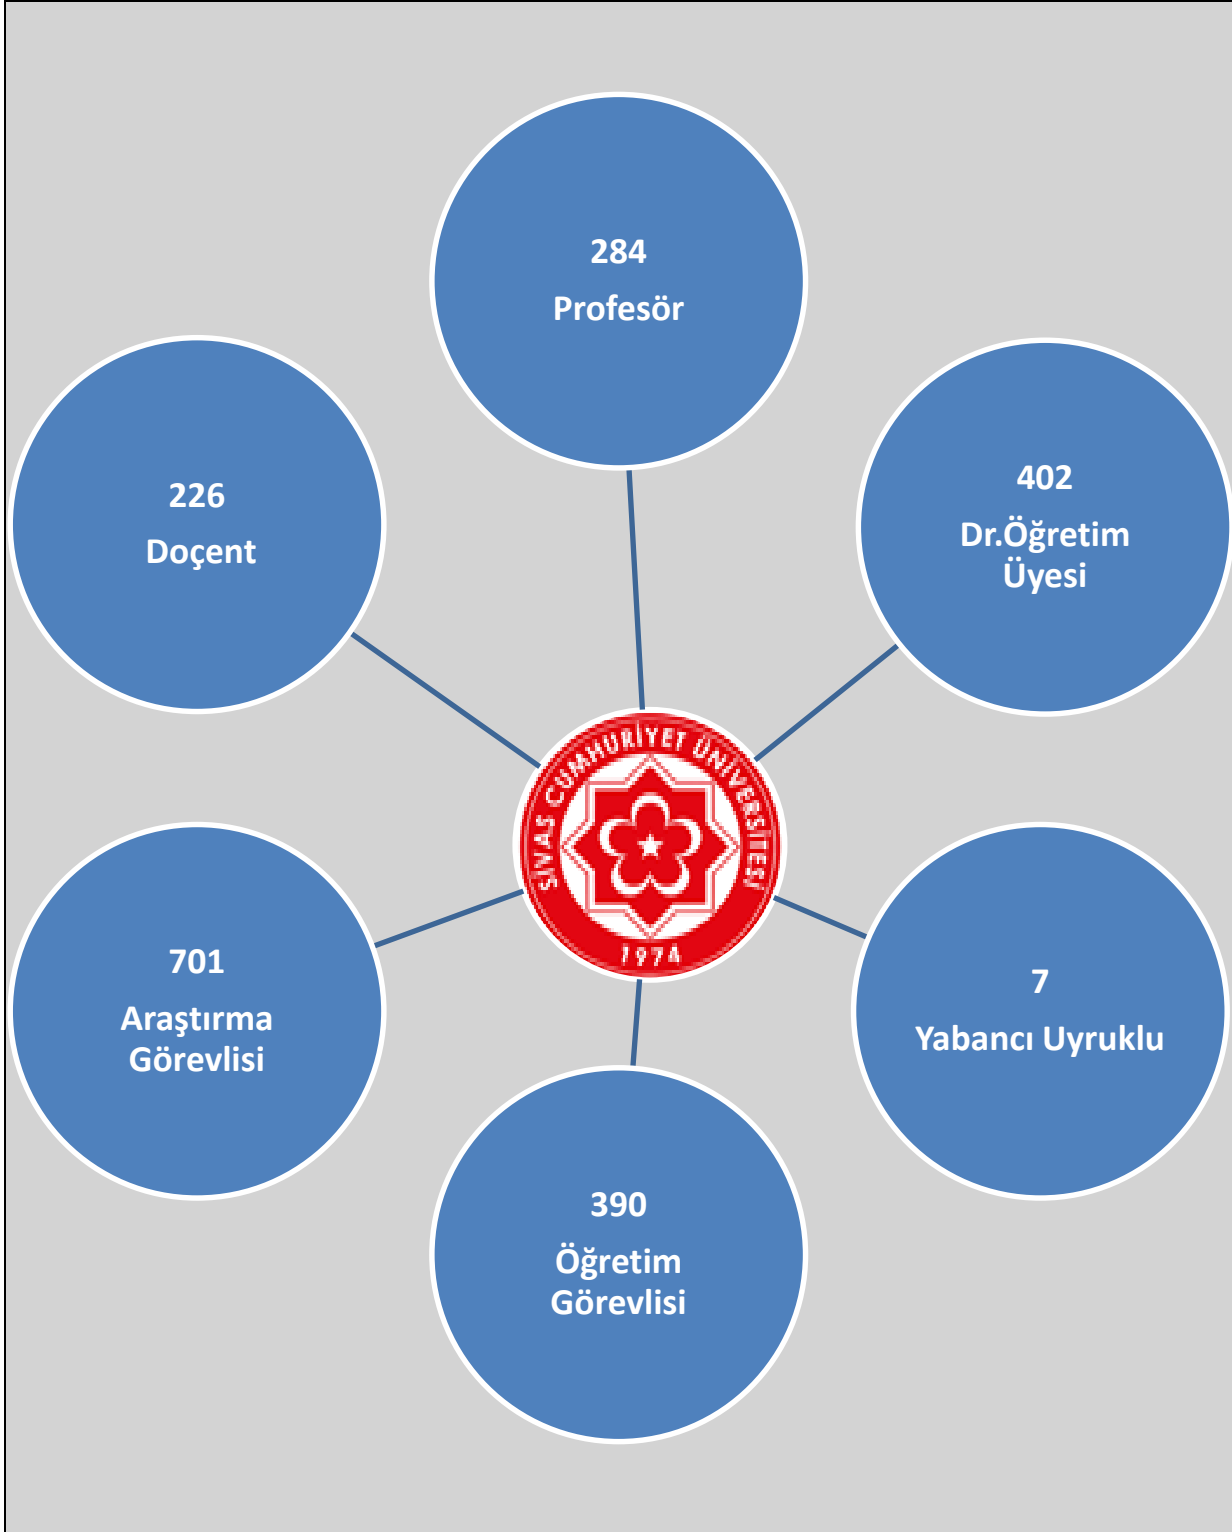 284
Profesör
226
Doçent
402
Dr.Öğretim
Üyesi
SİVAS CUMHURİYET ÜNİVERSİTESİ
1974
701
Araştırma
Görevlisi
7
Yabancı Uyruklu
390
Öğretim
Görevlisi